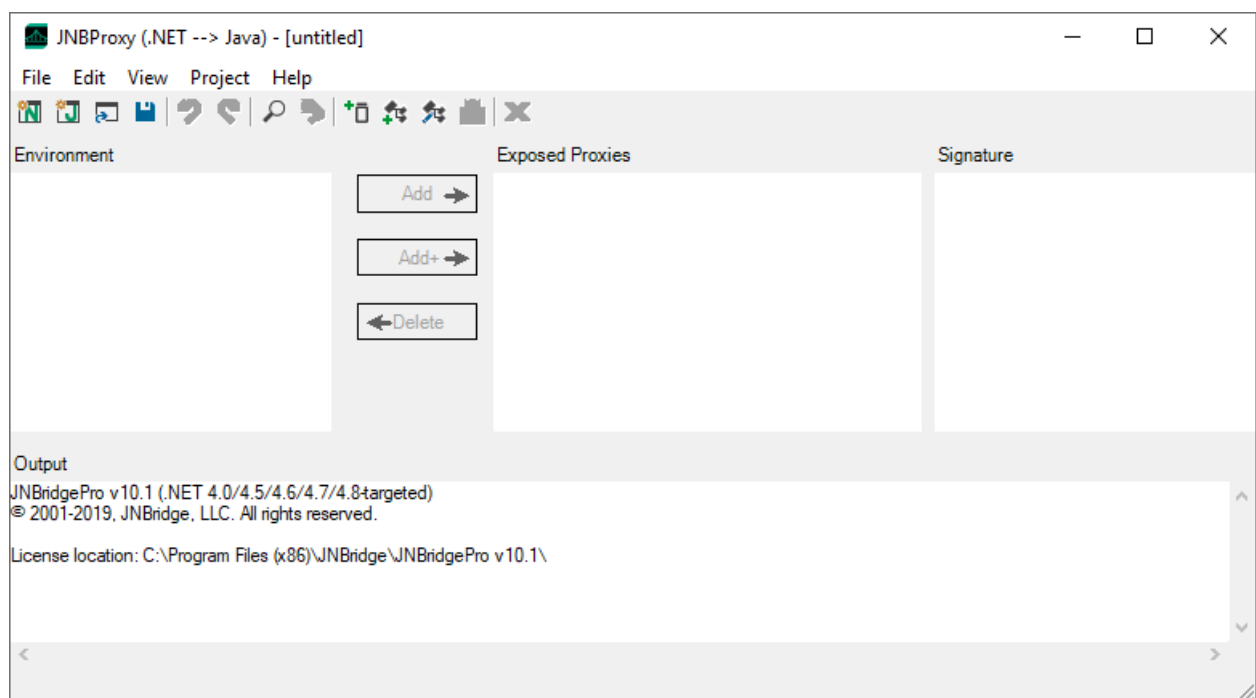 JNBProxy (.NET --> Java) - [untitled]
File Edit View Project Help
Environment
Exposed Proxies
Signature
Add
Add+
Delete
Output
JNBridgePro v10.1 (.NET 4.0/4.5/4.6/4.7/4.8-targeted)
© 2001-2019, JNBridge, LLC. All rights reserved.
License location: C:\Program Files (x86)\JNBridge\JNBridgePro v10.1\